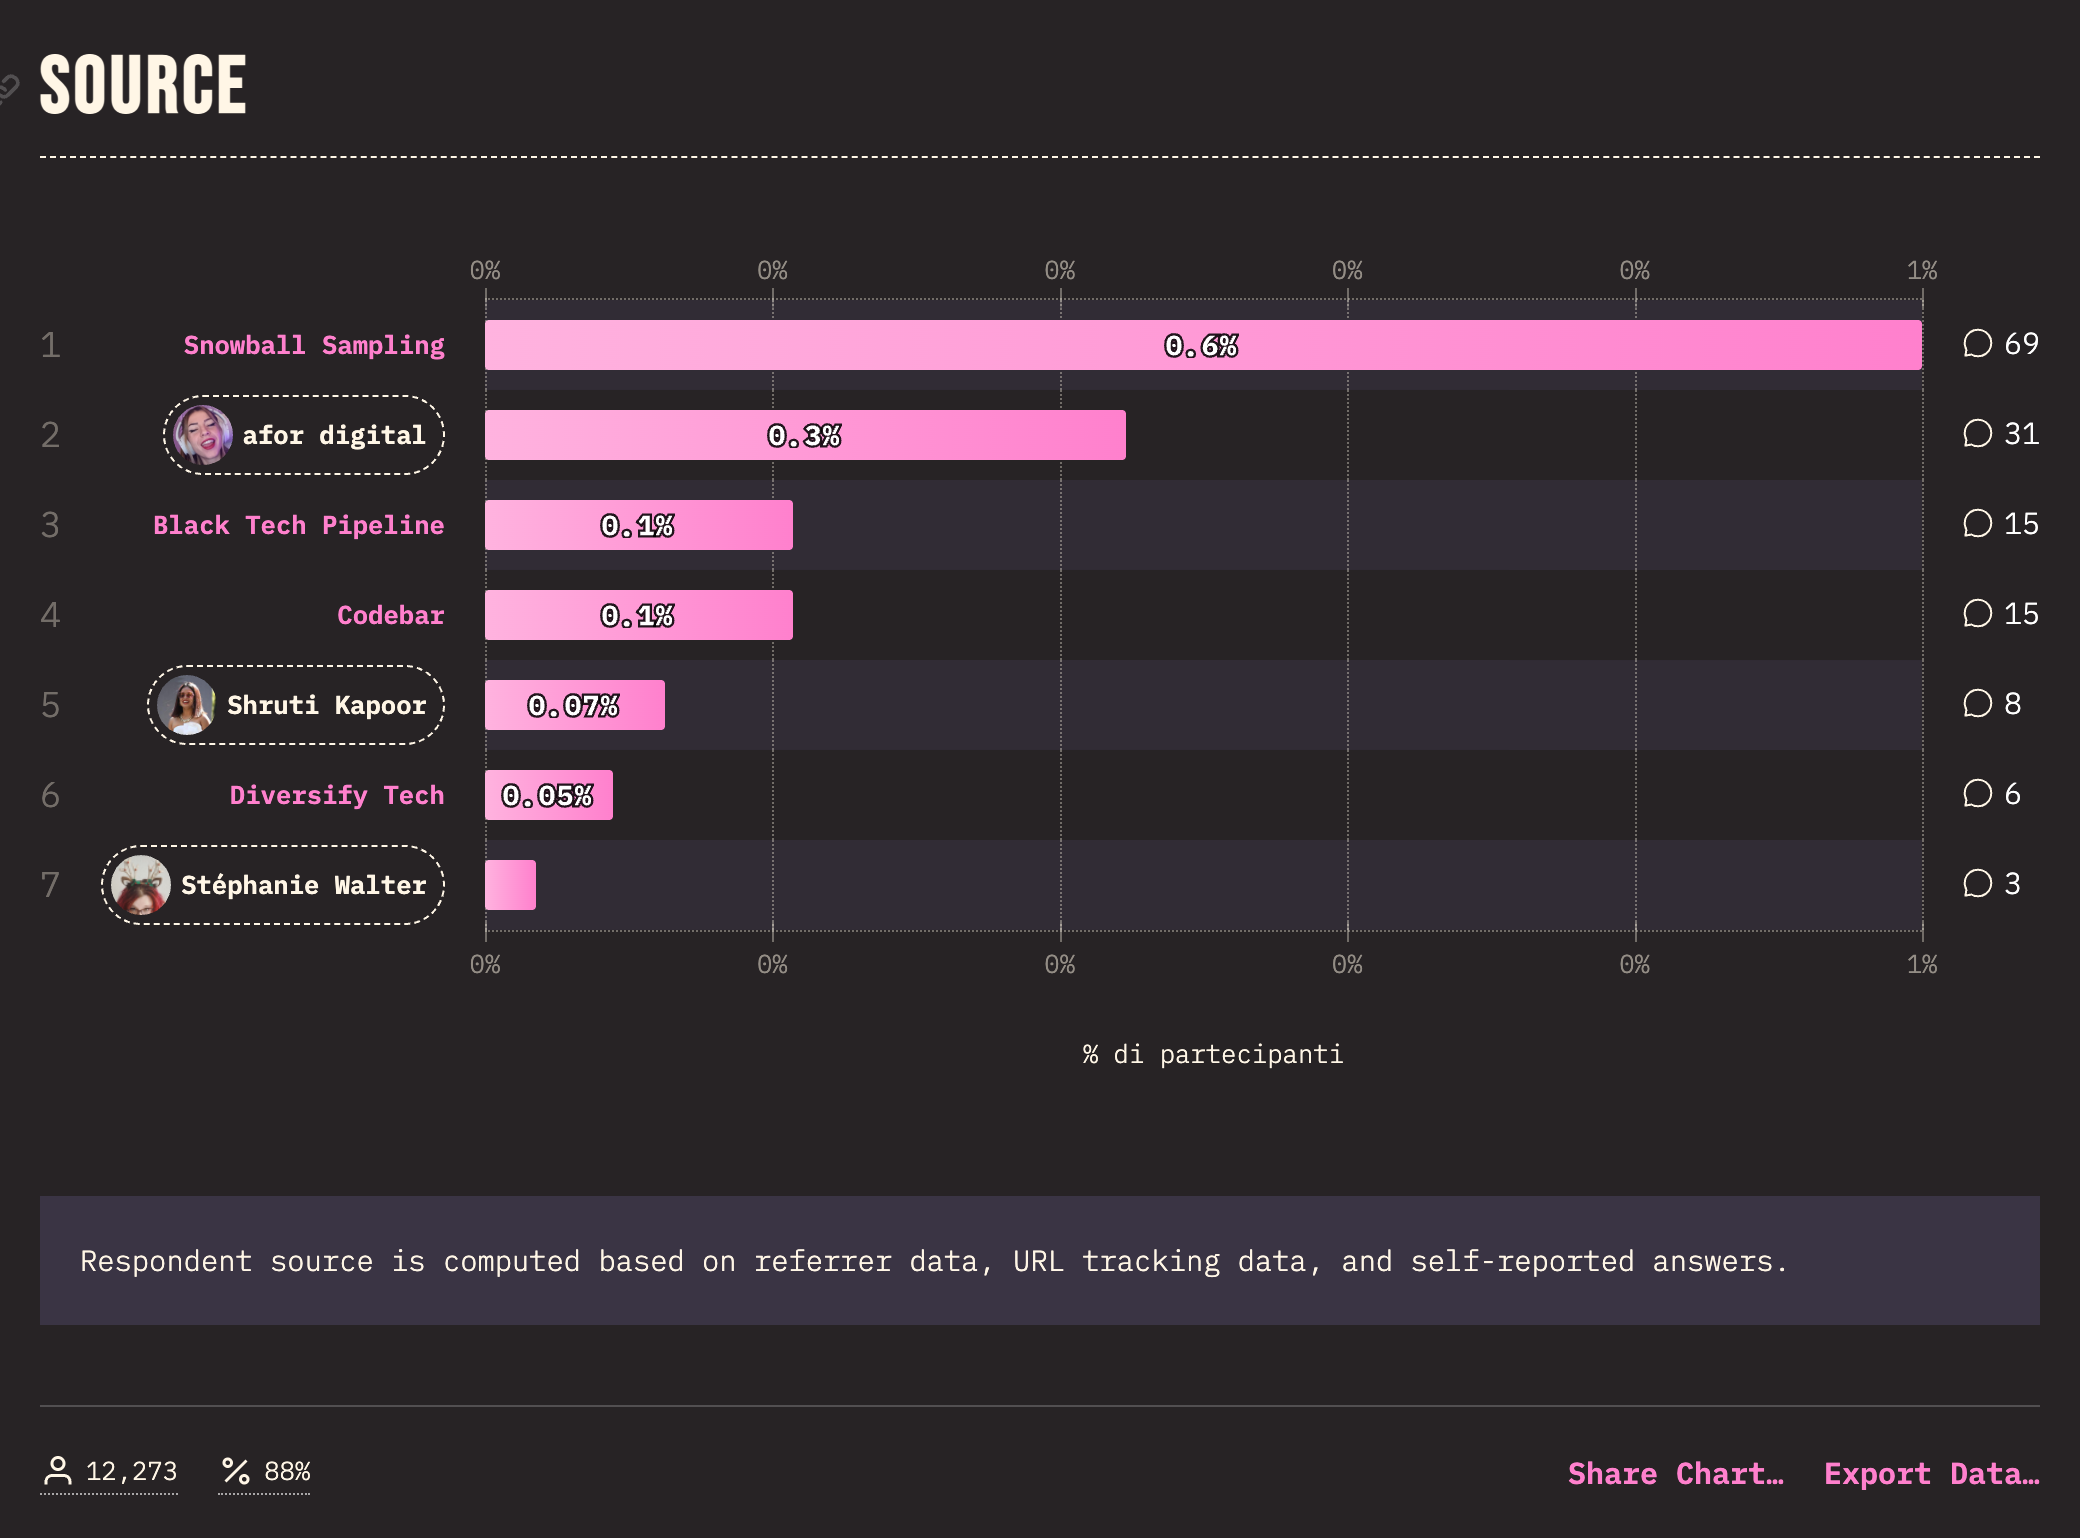 SOURCE
0% 0% 0% 0% 0% 1%
1 Snowball Sampling 0.6% 69
2 afor digital 0.3% 31
3 Black Tech Pipeline 0.1% 15
4 Codebar 0.1% 15
5 Shruti Kapoor 0.07% 8
6 Diversify Tech 0.05% 6
7 Stéphanie Walter 3
0% 0% 0% 0% 0% 1%
% di partecipanti
Respondent source is computed based on referrer data, URL tracking data, and self-reported answers.
12,273 88% Share Chart… Export Data…